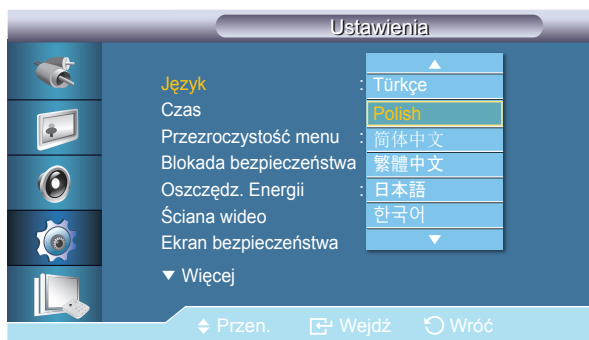 Ustawienia
Język :
Türkçe
Czas
Polish
Przezroczystość menu :
简体中文
Blokada bezpieczeństwa
繁體中文
Oszczędz. Energii :
日本語
Ściana wideo
한국어
Ekran bezpieczeństwa
▼ Więcej
Przen. Wejdź Wróć